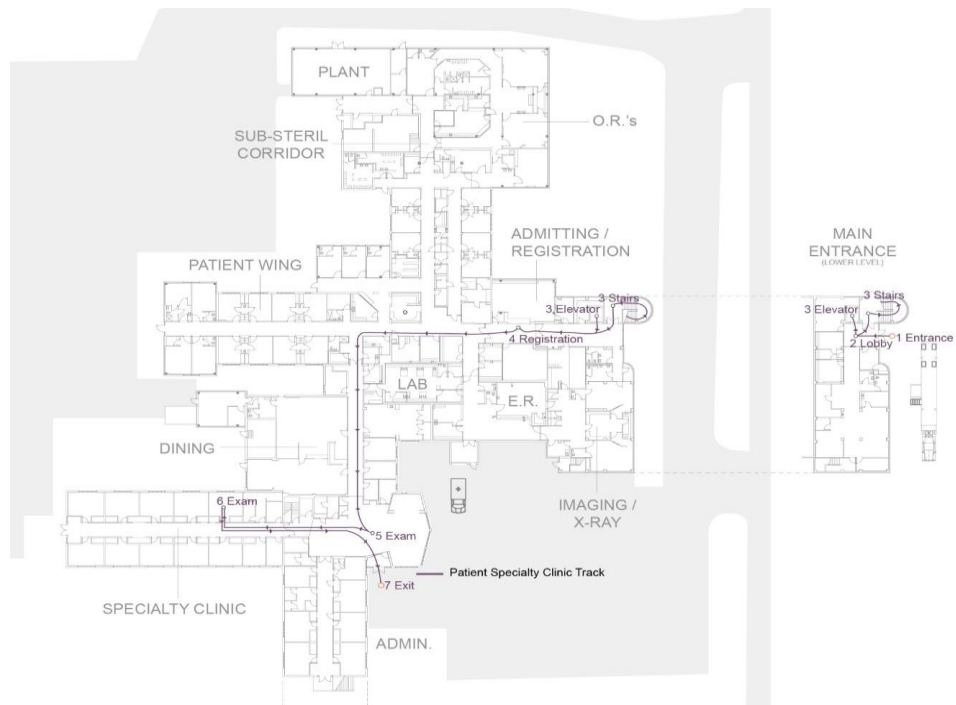 PLANT
O.R.'s
SUB-STERIL
CORRIDOR
ADMITTING /
REGISTRATION
MAIN
ENTRANCE
(LOWER LEVEL)
PATIENT WING
3 Stairs
3 Elevator
4 Registration
3 Stairs
3 Elevator
1 Entrance
2 Lobby
LAB
E.R.
DINING
IMAGING /
X-RAY
6 Exam
5 Exam
Patient Specialty Clinic Track
7 Exit
SPECIALTY CLINIC
ADMIN.